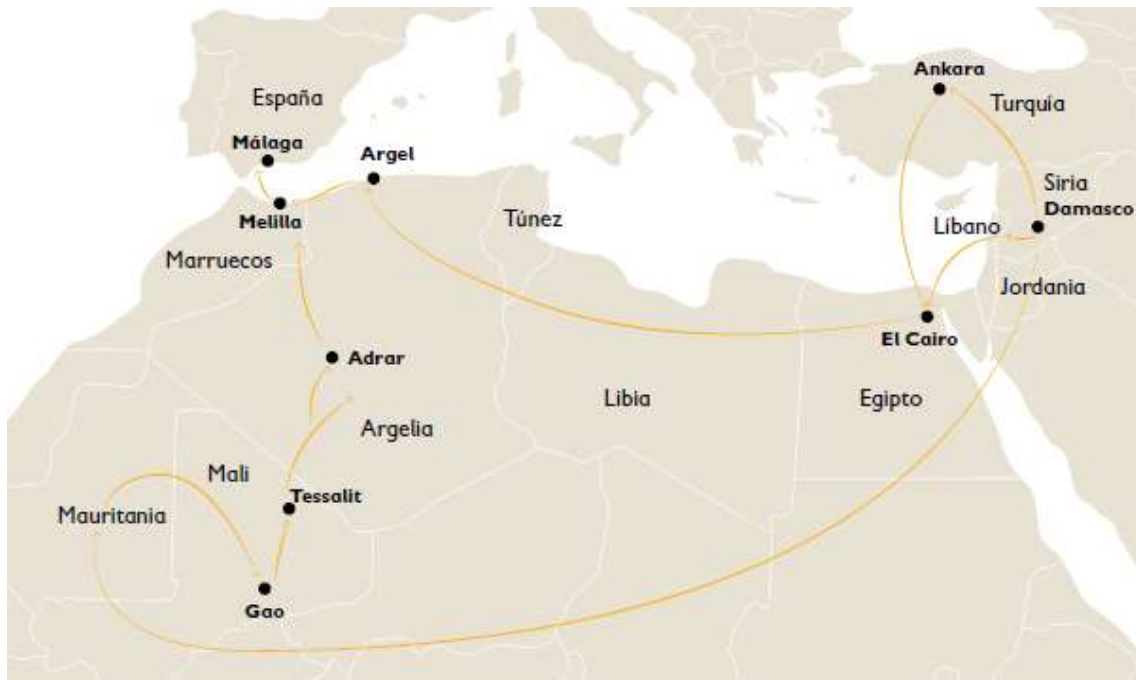 Ankara
Turquía
España
Málaga
Argel
Siria
Damasco
Melilla
Túnez
Líbano
Marruecos
Jordania
El Cairo
Adrar
Libia
Egipto
Argelia
Mali
Tessalit
Mauritania
Gao